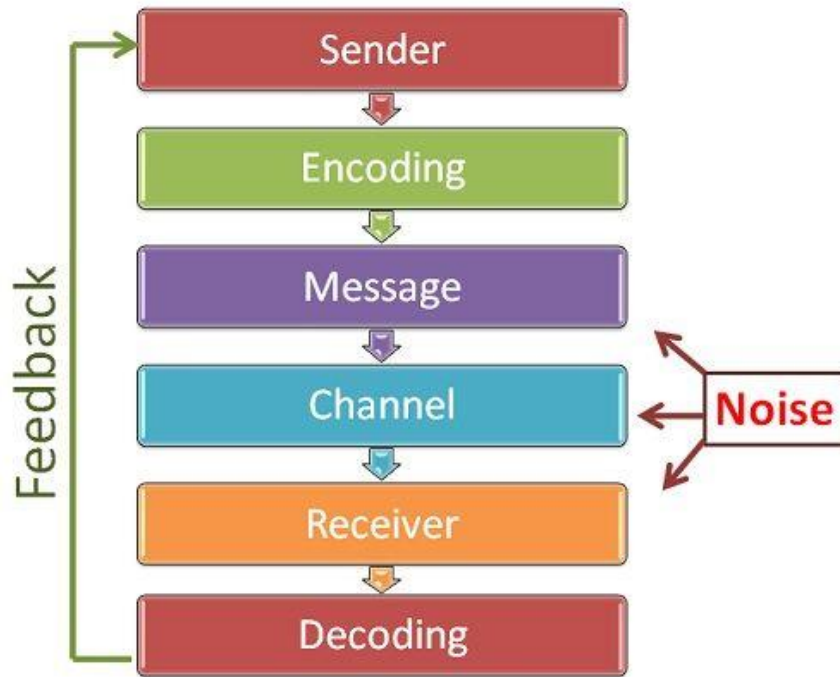 Sender
Encoding
Message
Channel
Receiver
Decoding
Feedback
Noise